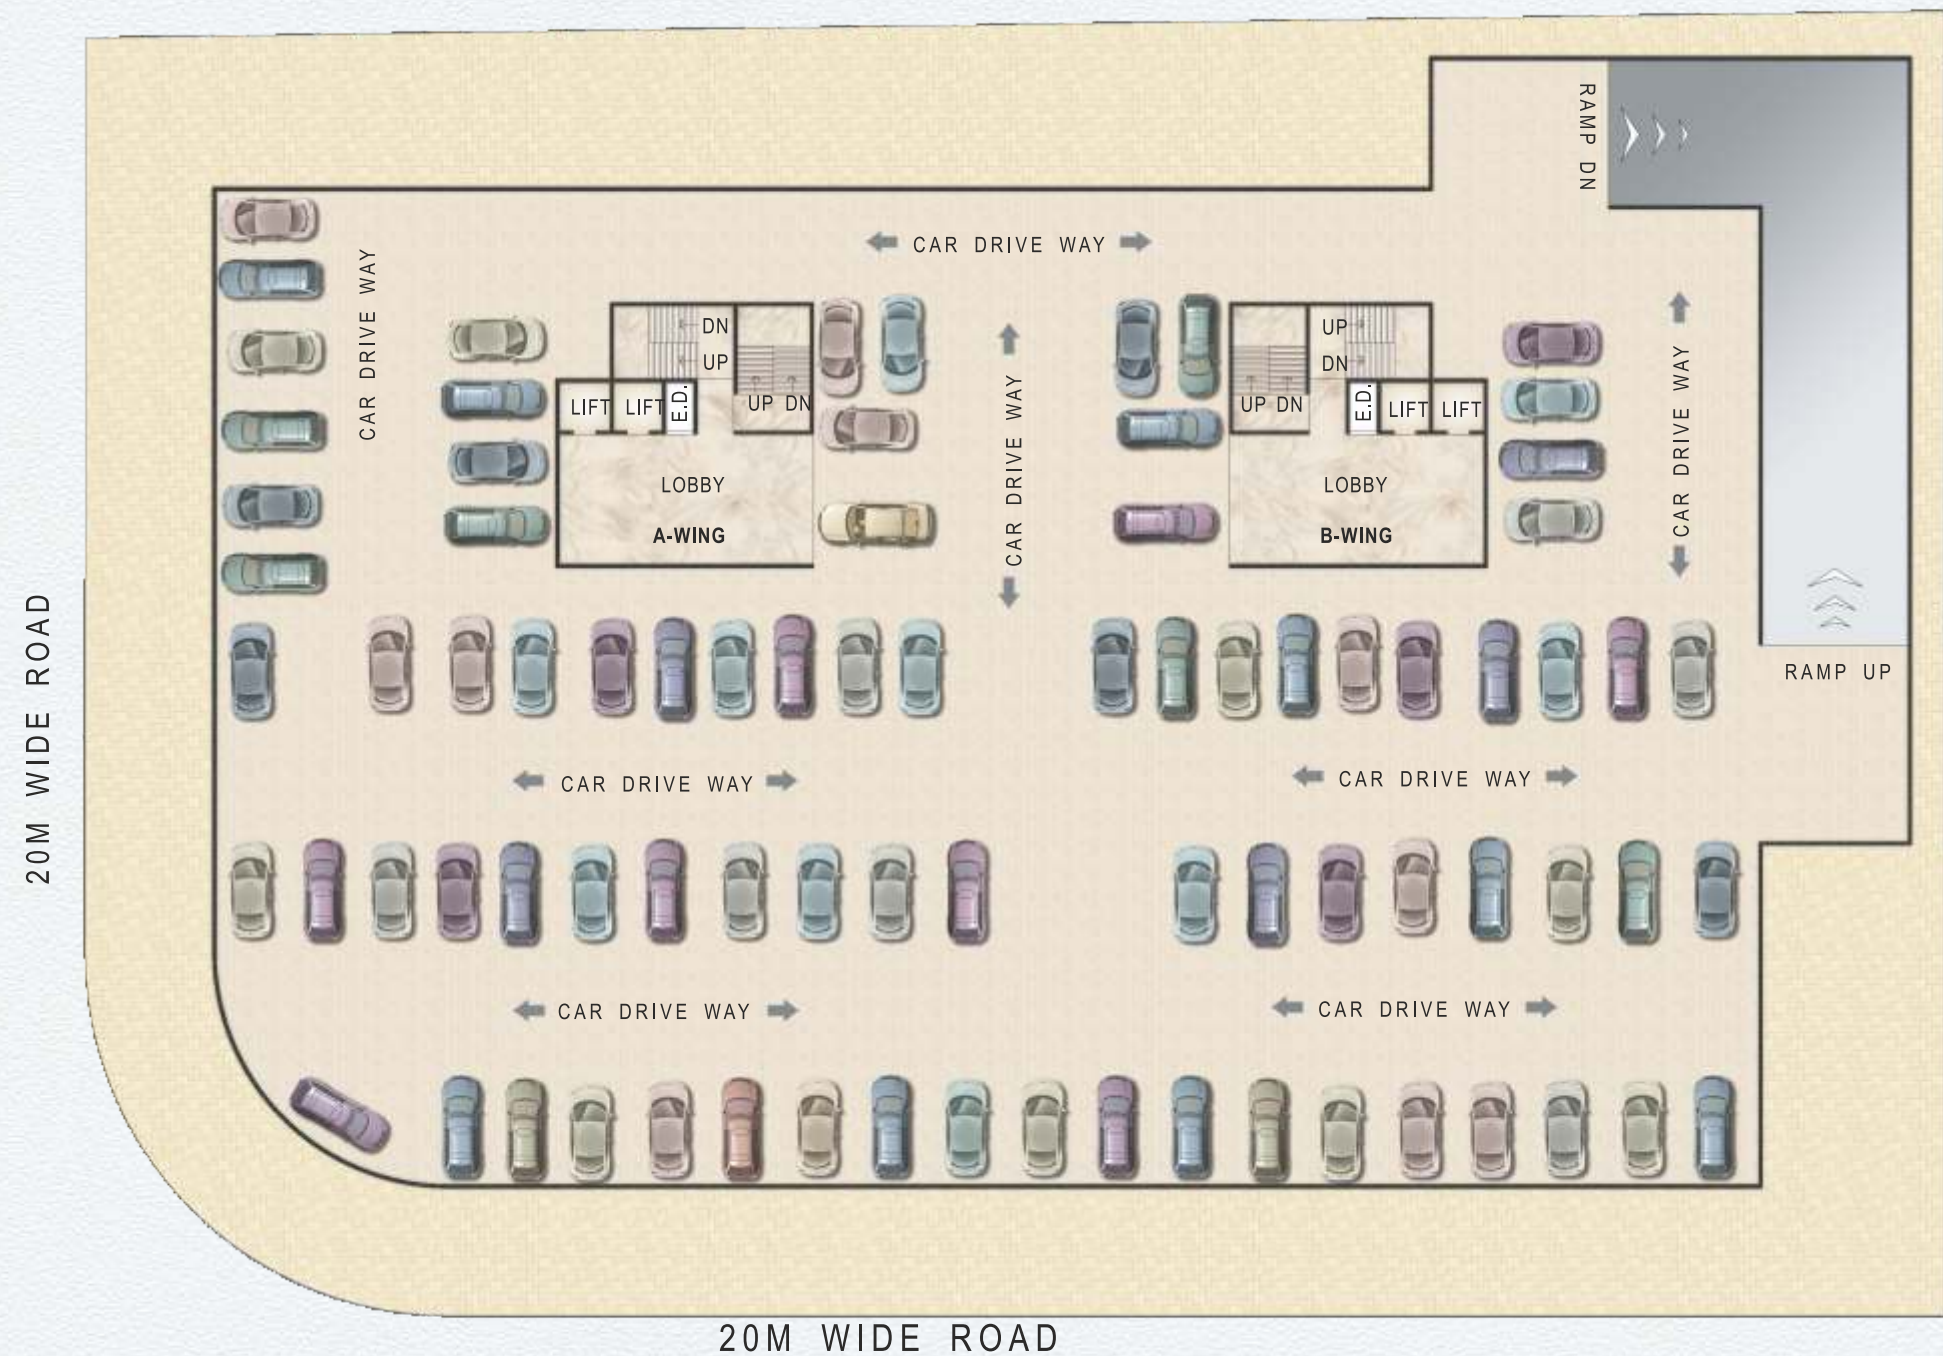 RAMP DN
CAR DRIVE WAY
CAR DRIVE WAY
CAR DRIVE WAY
CAR DRIVE WAY
DN
UP
LIFT
LIFT
E.D.
UP DN
LOBBY
A-WING
UP
DN
UP DN
E.D.
LIFT
LIFT
LOBBY
B-WING
RAMP UP
20M WIDE ROAD
CAR DRIVE WAY
CAR DRIVE WAY
CAR DRIVE WAY
CAR DRIVE WAY
20M WIDE ROAD